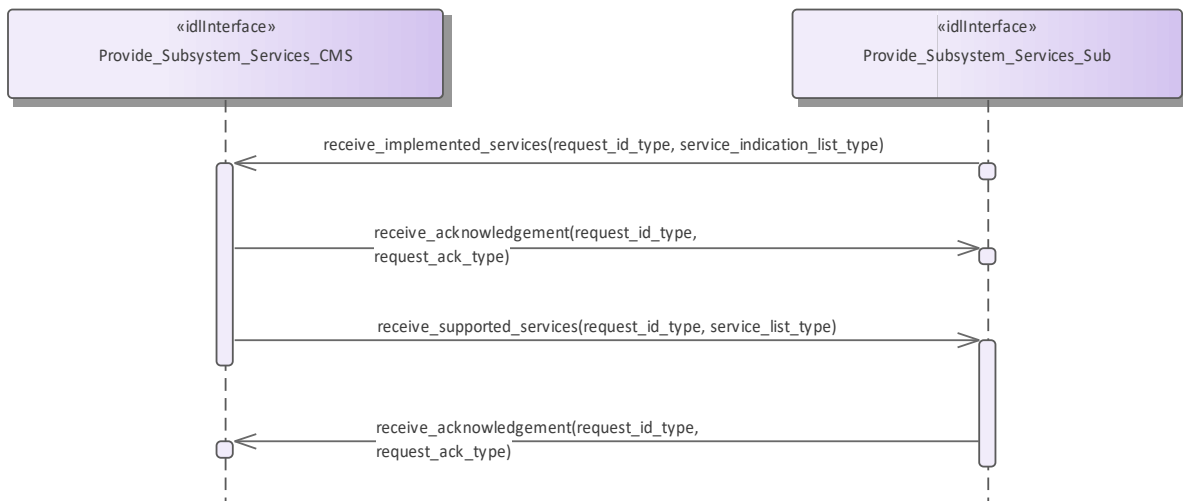 «idlInterface»
Provide_Subsystem_Services_CMS
«idlInterface»
Provide_Subsystem_Services_Sub
receive_implemented_services(request_id_type, service_indication_list_type)
receive_acknowledgement(request_id_type,
request_ack_type)
receive_supported_services(request_id_type, service_list_type)
receive_acknowledgement(request_id_type,
request_ack_type)